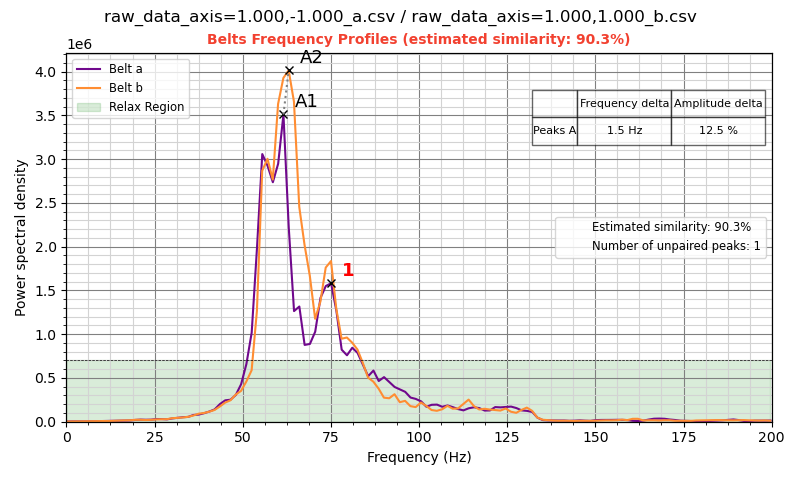 raw_data_axis=1.000,-1.000_a.csv / raw_data_axis=1.000,1.000_b.csv
Belts Frequency Profiles (estimated similarity: 90.3%)
1e6
Belt a
Belt b
Relax Region
A2
A1
1
Frequency delta Amplitude delta
Peaks A 1.5 Hz 12.5 %
Estimated similarity: 90.3%
Number of unpaired peaks: 1
Power spectral density
4.0
3.5
3.0
2.5
2.0
1.5
1.0
0.5
0.0
0 25 50 75 100 125 150 175 200
Frequency (Hz)